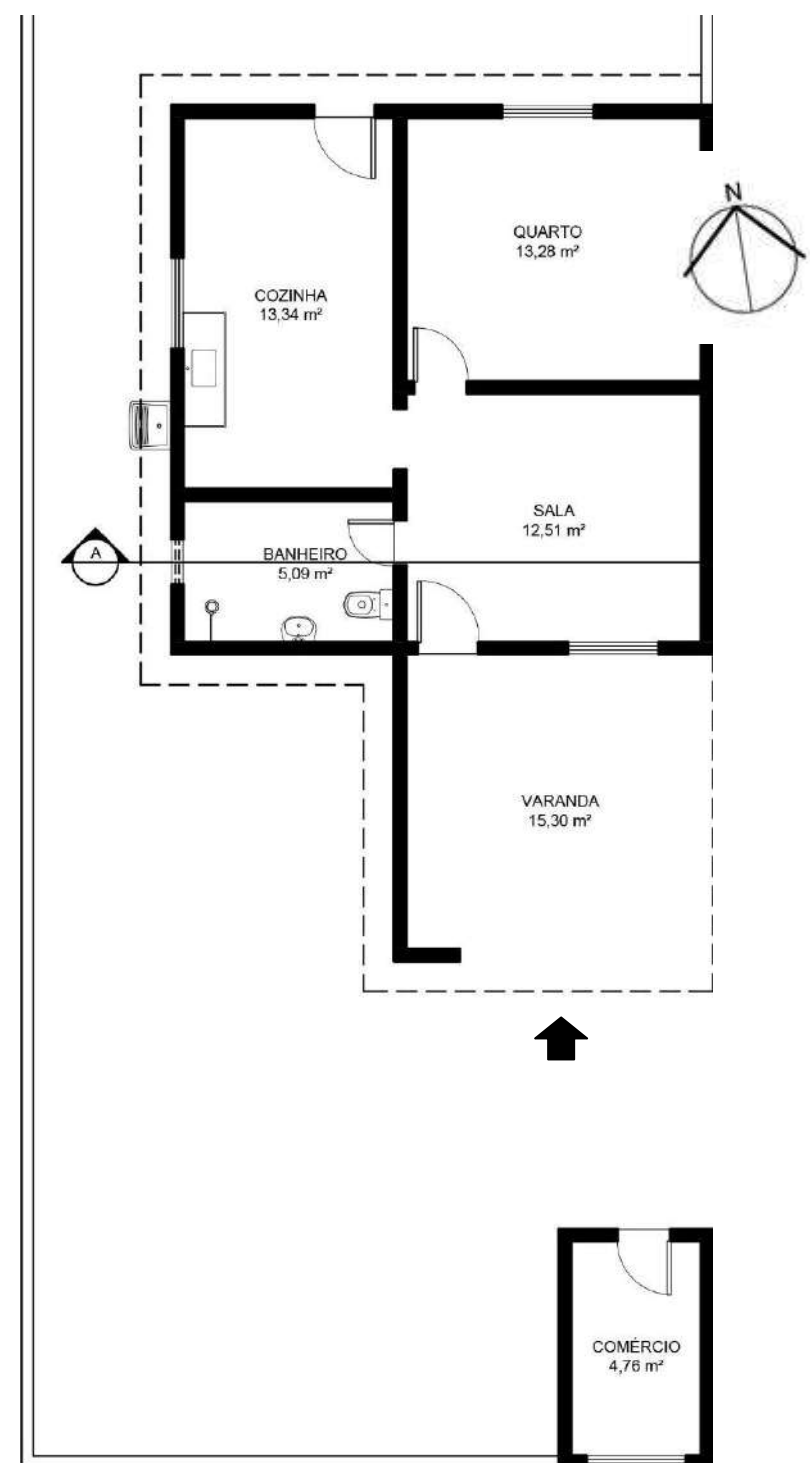 N
QUARTO
13,28 m²
COZINHA
13,34 m²
SALA
12,51 m²
A
BANHEIRO
5,09 m²
VARANDA
15,30 m²
COMÉRCIO
4,76 m²